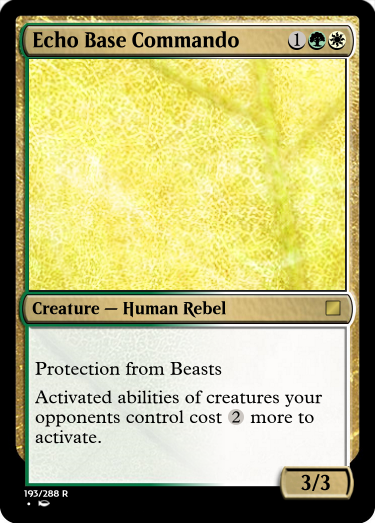 Echo Base Commando 1
Creature — Human Rebel
Protection from Beasts
Activated abilities of creatures your
opponents control cost 2 more to
activate.
3/3
193/288 R